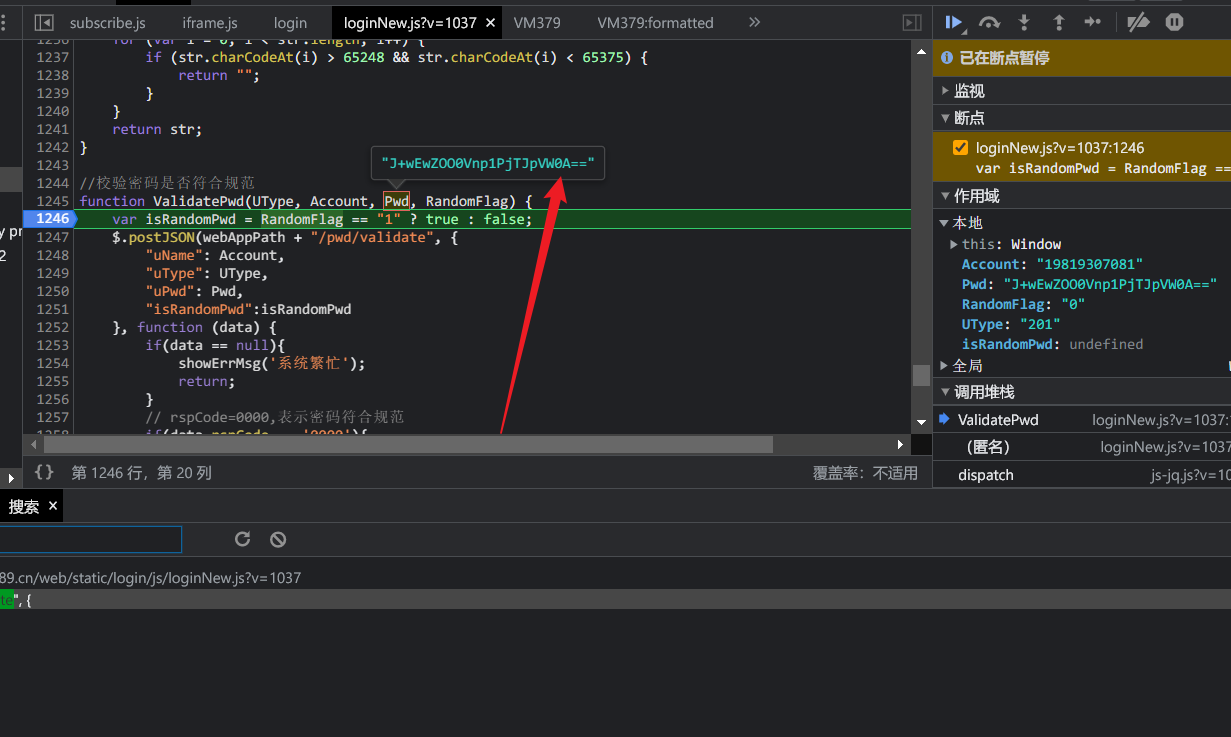 subscribe.js iframe.js login loginNew.js?v=1037 × VM379 VM379:formatted »
1237 if (str.charCodeAt(i) > 65248 && str.charCodeAt(i) < 65375) {
1238 return "";
1239 }
1240 }
1241 return str;
1242 }
1243
"J+wEwZOO0Vnp1PjTJpVW0A=="
1244 //校验密码是否符合规范
1245 function ValidatePwd(UType, Account, Pwd, RandomFlag) {
1246 var isRandomPwd = RandomFlag == "1" ? true : false;
1247 $.postJSON(webAppPath + "/pwd/validate", {
1248 "uName": Account,
1249 "uType": UType,
1250 "uPwd": Pwd,
1251 "isRandomPwd":isRandomPwd
1252 }, function (data) {
1253 if(data == null){
1254 showErrMsg('系统繁忙');
1255 return;
1256 }
1257 // rspCode=0000,表示密码符合规范
y pr
2
{} 第 1246 行，第 20 列 覆盖率：不适用
已在断点暂停
监视
断点
loginNew.js?v=1037:1246
var isRandomPwd = RandomFlag ==
作用域
本地
this: Window
Account: "19819307081"
Pwd: "J+wEwZOO0Vnp1PjTJpVW0A=="
RandomFlag: "0"
UType: "201"
isRandomPwd: undefined
全局
调用堆栈
ValidatePwd loginNew.js?v=1037:
（匿名） loginNew.js?v=1037
dispatch js-jq.js?v=10
搜索 ×
89.cn/web/static/login/js/loginNew.js?v=1037
te",{